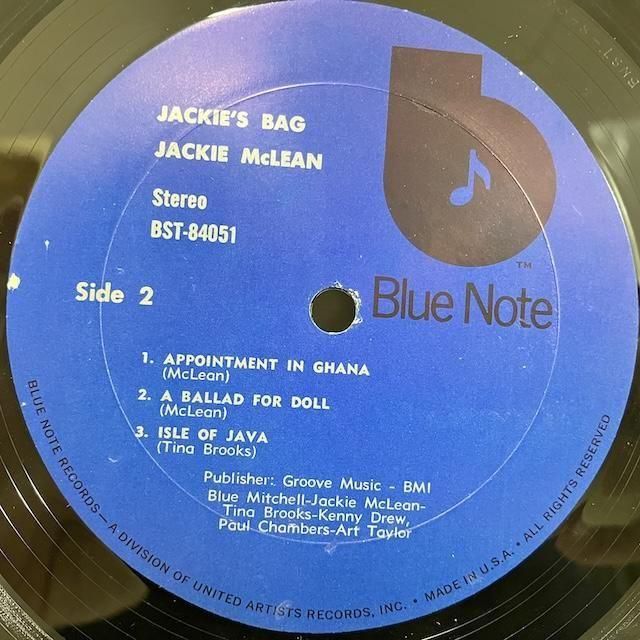 JACKIE'S BAG
JACKIE McLEAN
Stereo
BST-84051
Side 2
TM
Blue Note
1. APPOINTMENT IN GHANA
(McLean)
2. A BALLAD FOR DOLL
(McLean)
3. ISLE OF JAVA
(Tina Brooks)
Publisher: Groove Music - BMI
Blue Mitchell-Jackie McLean-
Tina Brooks-Kenny Drew,
Paul Chambers-Art Taylor
BLUE NOTE RECORDS — A DIVISION OF UNITED ARTISTS RECORDS, INC. • MADE IN U.S.A. • ALL RIGHTS RESERVED